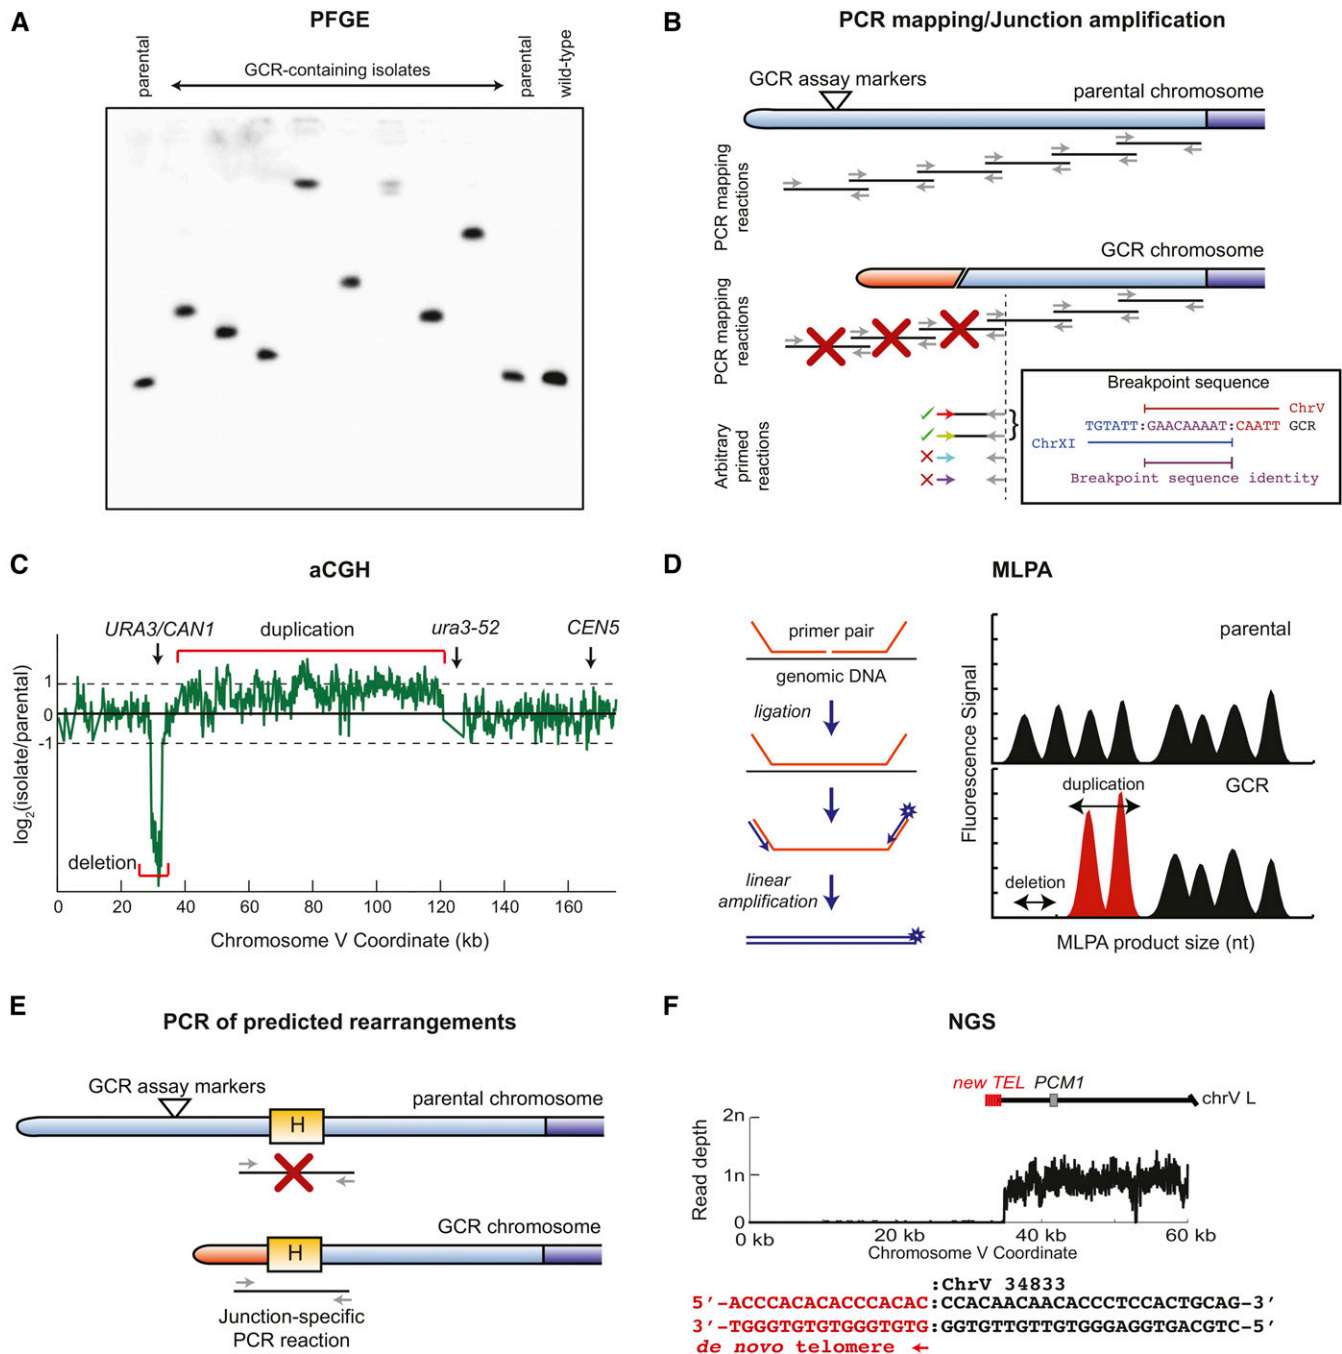 A
PFGE
parental
GCR-containing isolates
parental
wild-type
B
PCR mapping/Junction amplification
GCR assay markers
parental chromosome
PCR mapping
reactions
GCR chromosome
PCR mapping
reactions
Arbitrary
primed
reactions
Breakpoint sequence
ChrV
TGTATT:GAACAAAAT:CAATT GCR
ChrXI
Breakpoint sequence identity
C
aCGH
URA3/CAN1
duplication
ura3-52
CEN5
log2(isolate/parental)
1
0
-1
deletion
0 20 40 60 80 100 120 140 160
Chromosome V Coordinate (kb)
D
MLPA
primer pair
genomic DNA
ligation
linear
amplification
Fluorescence Signal
parental
duplication
GCR
deletion
MLPA product size (nt)
E
PCR of predicted rearrangements
GCR assay markers
parental chromosome
H
GCR chromosome
H
Junction-specific
PCR reaction
F
NGS
new TEL PCM1
chrV L
Read depth
2n
1n
0
0 kb 20 kb 40 kb 60 kb
Chromosome V Coordinate
:ChrV 34833
5′-ACCCACACACCCACAC:CCACAACAACACCCTCCACTGCAG-3′
3′-TGGGTGTGTGGGTGTG:GGTGTTGTTGTGGGAGGTGACGTC-5′
de novo telomere ←